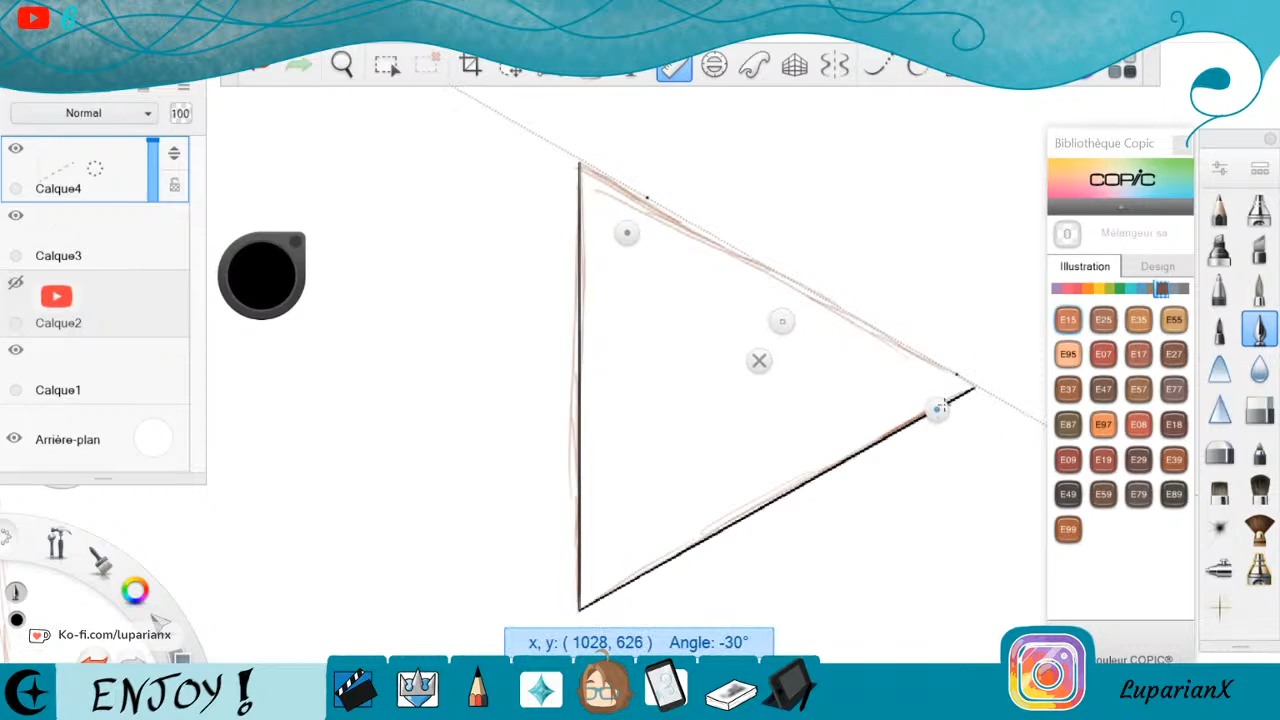 Normal
100
Calque4
Calque3
Calque2
Calque1
Arrière-plan
Ko-fi.com/luparianx
x, y: ( 1028, 626 ) Angle: -30°
Bibliothèque Copic
COPIC
0 Mélangeur sa
Illustration Design
E15 E25 E35 E55
E95 E07 E17 E27
E37 E47 E57 E77
E87 E97 E08 E18
E09 E19 E29 E39
E49 E59 E79 E89
E99
ouleur COPIC®
ENJOY !
LuparianX